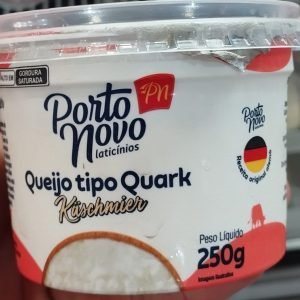 ALTO EM
GORDURA
SATURADA
PN
Porto
Novo
laticínios
Porto
Novo
Queijo tipo Quark
Käschmier
Receita original alemã
Peso Líquido
250g
Imagem Ilustrativa